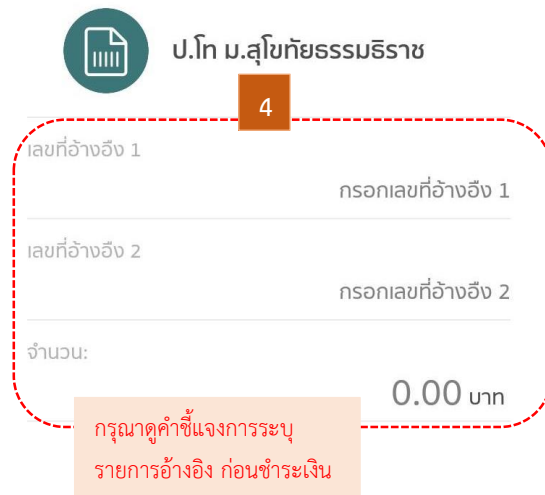 ป.โท ม.สุโขทัยธรรมธิราช
4
เลขที่อ้างอิง 1
กรอกเลขที่อ้างอิง 1
เลขที่อ้างอิง 2
กรอกเลขที่อ้างอิง 2
จำนวน:
0.00 บาท
กรุณาดูคำชี้แจงการระบุ
รายการอ้างอิง ก่อนชำระเงิน